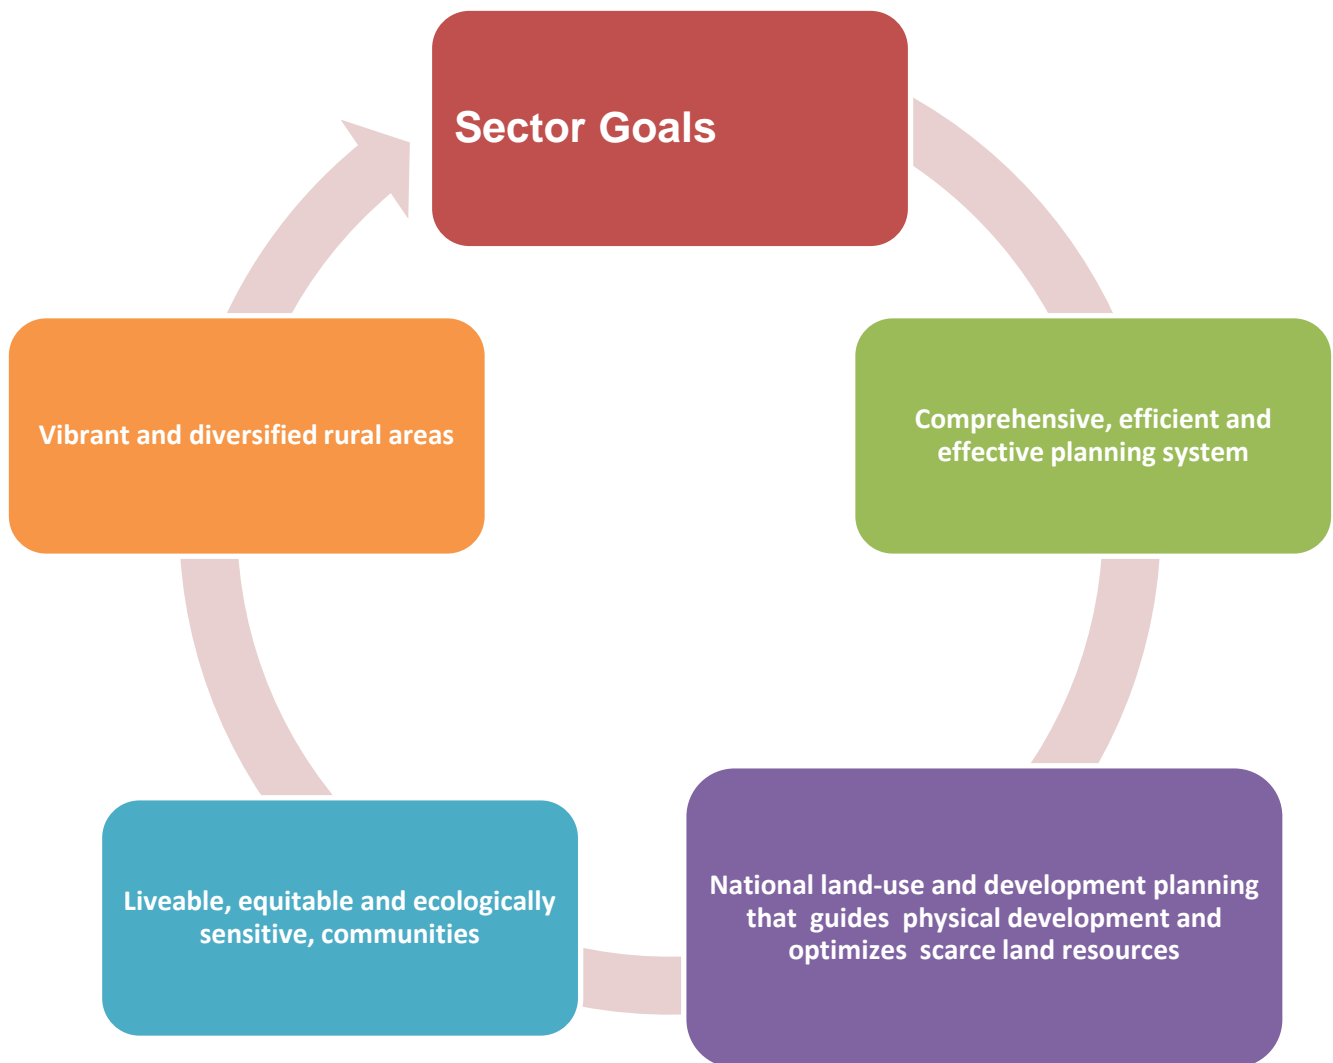 Sector Goals
Comprehensive, efficient and
effective planning system
National land-use and development planning
that guides physical development and
optimizes scarce land resources
Liveable, equitable and ecologically
sensitive, communities
Vibrant and diversified rural areas